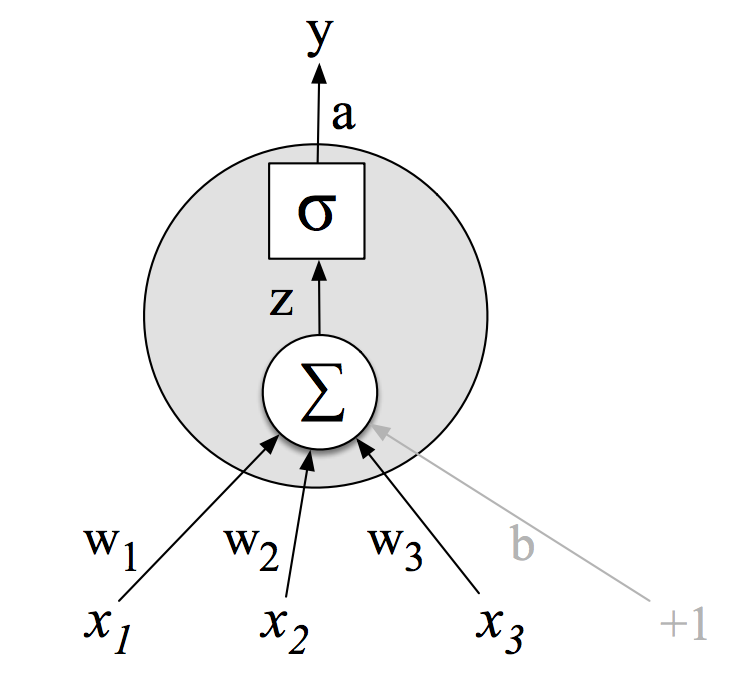 y
a
σ
z
∑
w₁ w₂ w₃ b
x₁ x₂ x₃ +1